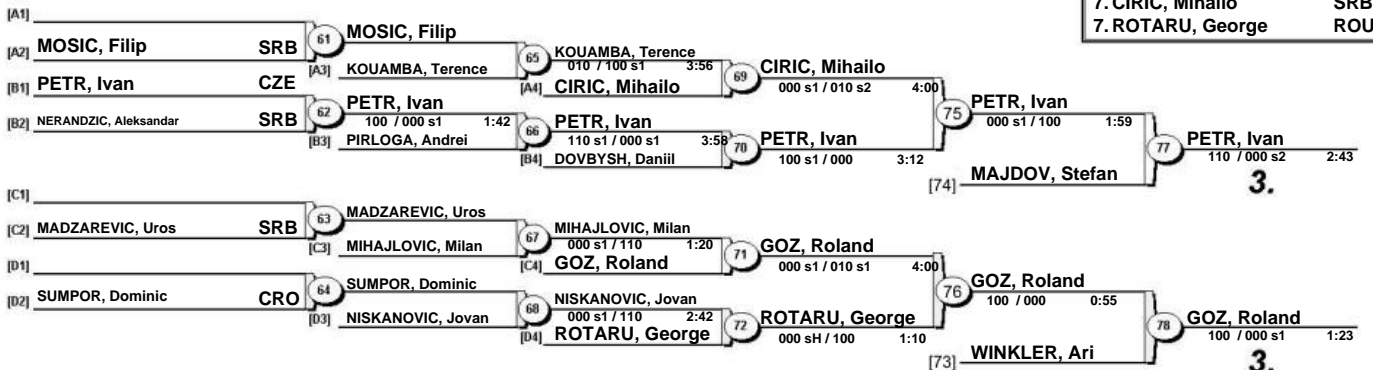 7. CIRIC, Mihailo SRB
7. ROTARU, George ROU
[A1]
[A2] MOSIC, Filip SRB
61 MOSIC, Filip
[A3] KOUAMBA, Terence
65 KOUAMBA, Terence
010 / 100 s1 3:56
[A4] CIRIC, Mihailo
69 CIRIC, Mihailo
000 s1 / 010 s2 4:00
[B1] PETR, Ivan CZE
[B2] NERANDZIC, Aleksandar SRB
62 PETR, Ivan
100 / 000 s1 1:42
[B3] PIRLOGA, Andrei
66 PETR, Ivan
110 s1 / 000 s1 3:58
[B4] DOVBYSH, Daniil
70 PETR, Ivan
100 s1 / 000 3:12
75 PETR, Ivan
000 s1 / 100 1:59
[74] MAJDOV, Stefan
77 PETR, Ivan
110 / 000 s2 2:43
3.
[C1]
[C2] MADZAREVIC, Uros SRB
63 MADZAREVIC, Uros
[C3] MIHAJLOVIC, Milan
67 MIHAJLOVIC, Milan
000 s1 / 110 1:20
[C4] GOZ, Roland
71 GOZ, Roland
000 s1 / 010 s1 4:00
[D1]
[D2] SUMPOR, Dominic CRO
64 SUMPOR, Dominic
[D3] NISKANOVIC, Jovan
68 NISKANOVIC, Jovan
000 s1 / 110 2:42
[D4] ROTARU, George
72 ROTARU, George
000 sH / 100 1:10
76 GOZ, Roland
100 / 000 0:55
[73] WINKLER, Ari
78 GOZ, Roland
100 / 000 s1 1:23
3.